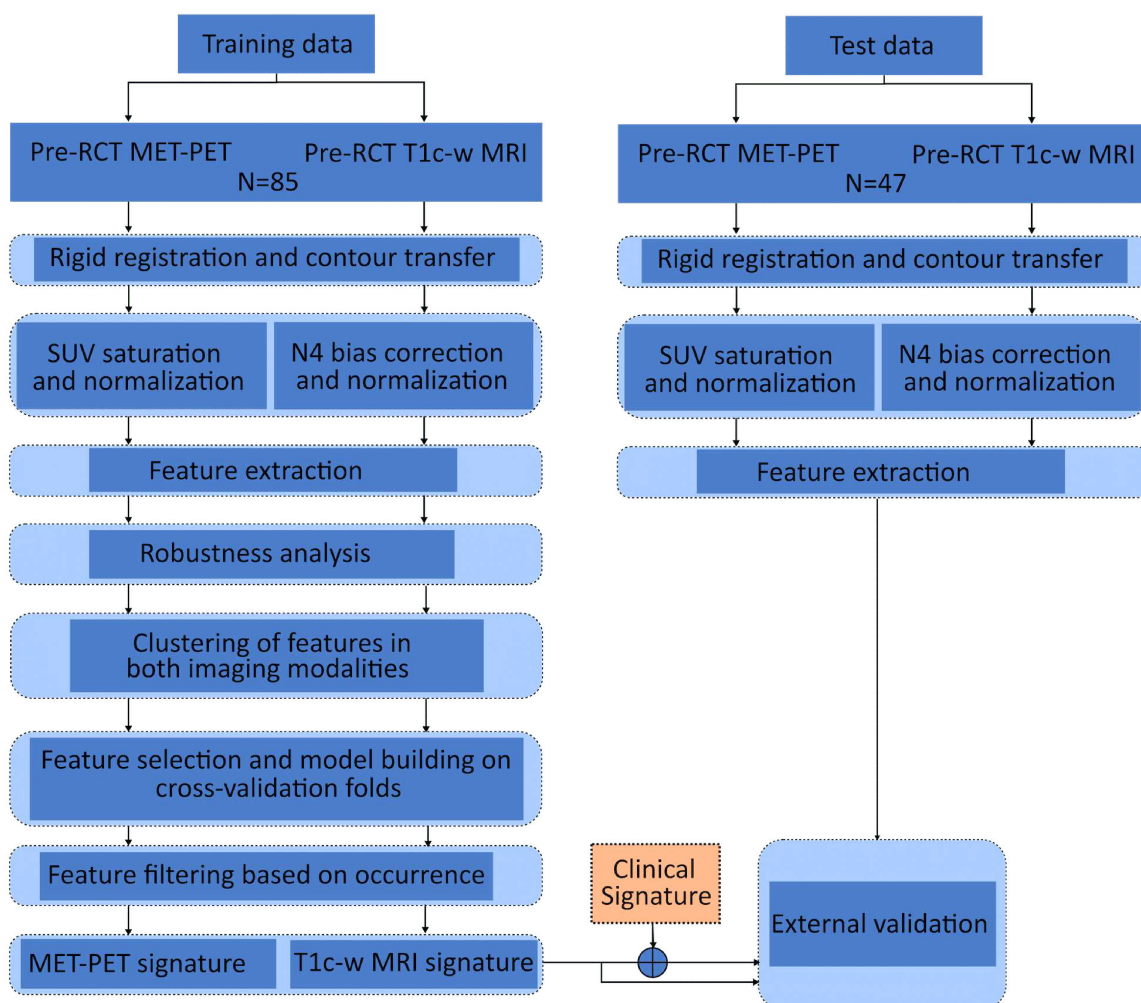 Training data
Pre-RCT MET-PET
Pre-RCT T1c-w MRI
N=85
Rigid registration and contour transfer
SUV saturation
and normalization
N4 bias correction
and normalization
Feature extraction
Robustness analysis
Clustering of features in
both imaging modalities
Feature selection and model building on
cross-validation folds
Feature filtering based on occurrence
MET-PET signature
T1c-w MRI signature
Clinical
Signature
Test data
Pre-RCT MET-PET
Pre-RCT T1c-w MRI
N=47
Rigid registration and contour transfer
SUV saturation
and normalization
N4 bias correction
and normalization
Feature extraction
External validation